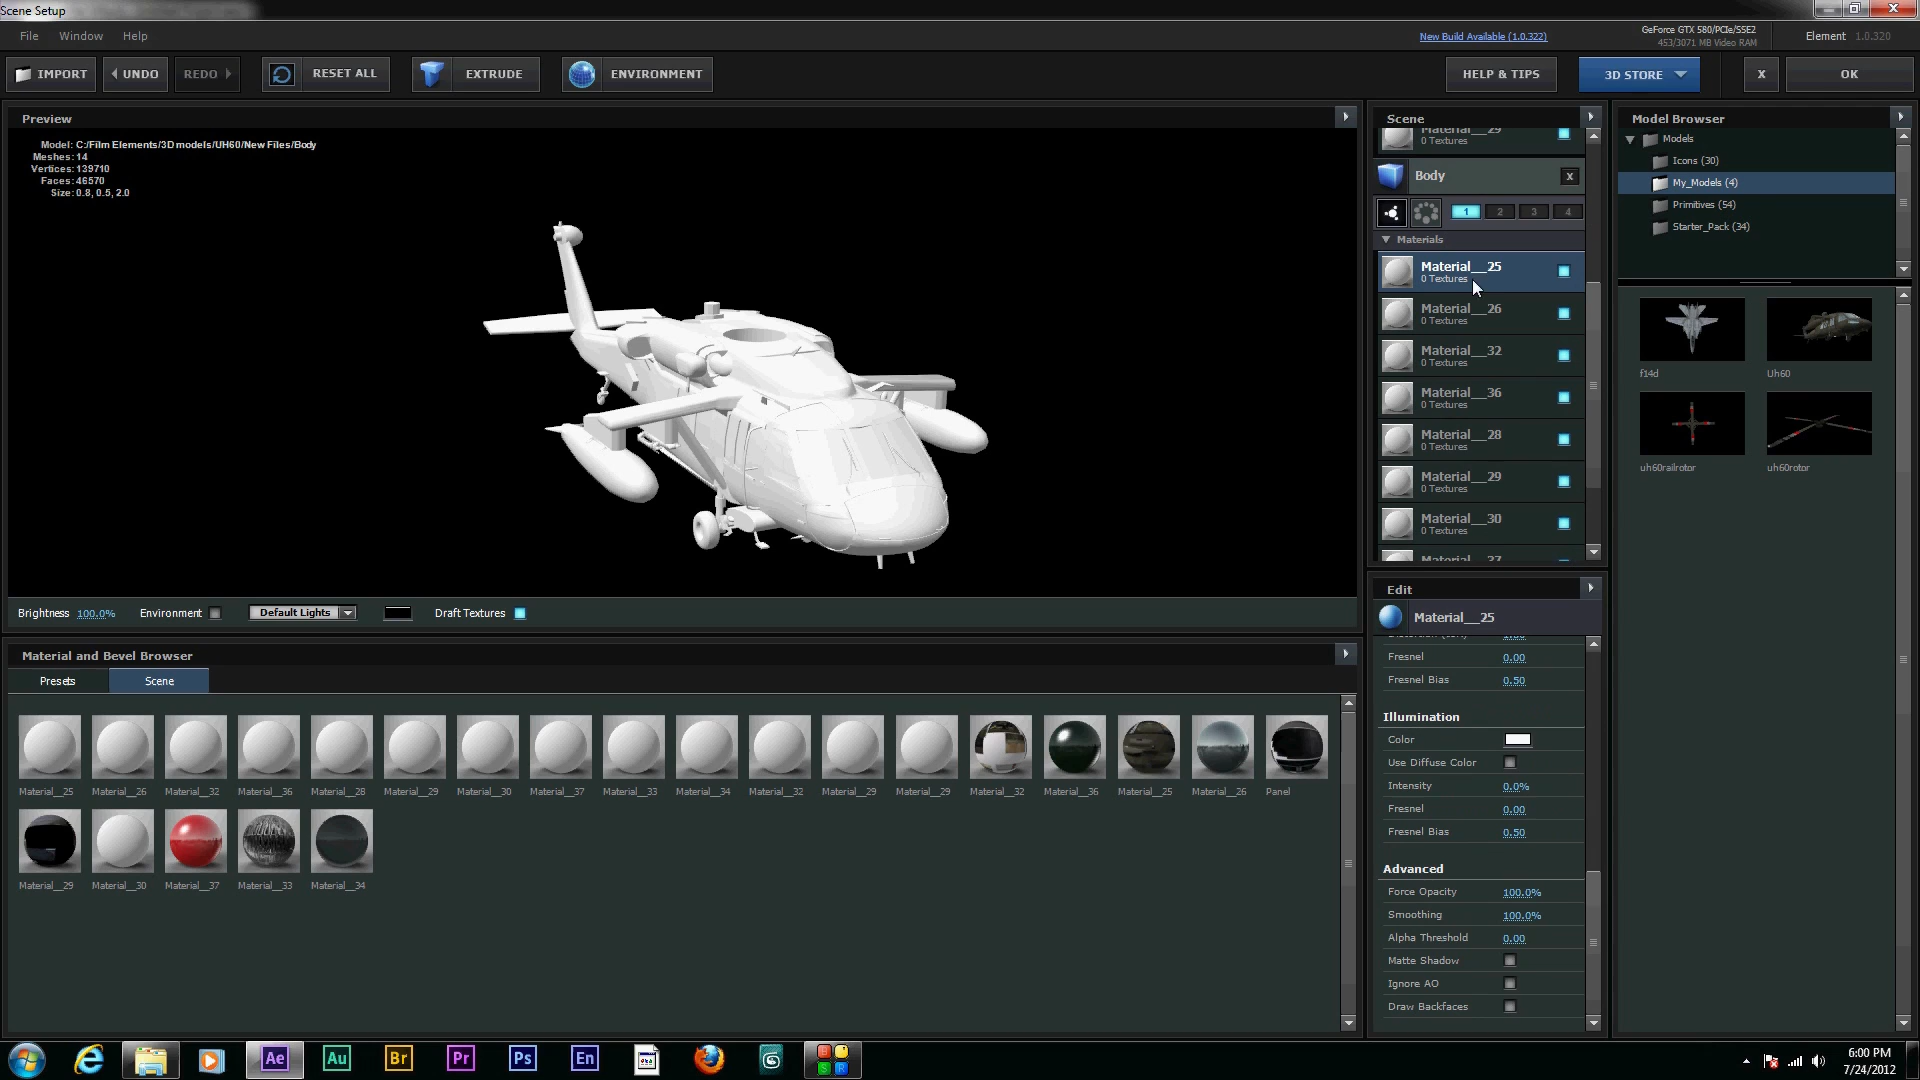 Scene Setup
File Window Help
New Build Available (1.0.322)
GeForce GTX 580/PCIe/SSE2
453/3071 MB Video RAM
Element 1.0.320
IMPORT
UNDO
REDO
RESET ALL
EXTRUDE
ENVIRONMENT
HELP & TIPS
3D STORE
X
OK
Preview
Model: C:/Film Elements/3D models/UH60/New Files/Body
Meshes: 14
Vertices: 139710
Faces: 46570
Size: 0.8, 0.5, 2.0
Brightness 100.0% Environment Default Lights Draft Textures
Scene
Material__29
0 Textures
Body
X
1 2 3 4
Materials
Material__25
0 Textures
Material__26
0 Textures
Material__32
0 Textures
Material__36
0 Textures
Material__28
0 Textures
Material__29
0 Textures
Material__30
0 Textures
Material__37
Model Browser
Models
Icons (30)
My_Models (4)
Primitives (54)
Starter_Pack (34)
f14d Uh60
uh60railrotor uh60rotor
Material and Bevel Browser
Presets Scene
Material__25 Material__26 Material__32 Material__36 Material__28 Material__29 Material__30 Material__37 Material__33 Material__34 Material__32 Material__29 Material__29 Material__32 Material__36 Material__25 Material__26 Panel
Material__29 Material__30 Material__37 Material__33 Material__34
Edit
Material__25
Fresnel 0.00
Fresnel Bias 0.50
Illumination
Color
Use Diffuse Color
Intensity 0.0%
Fresnel 0.00
Fresnel Bias 0.50
Advanced
Force Opacity 100.0%
Smoothing 100.0%
Alpha Threshold 0.00
Matte Shadow
Ignore AO
Draw Backfaces
Ae Au Br Pr Ps En
6:00 PM
7/24/2012